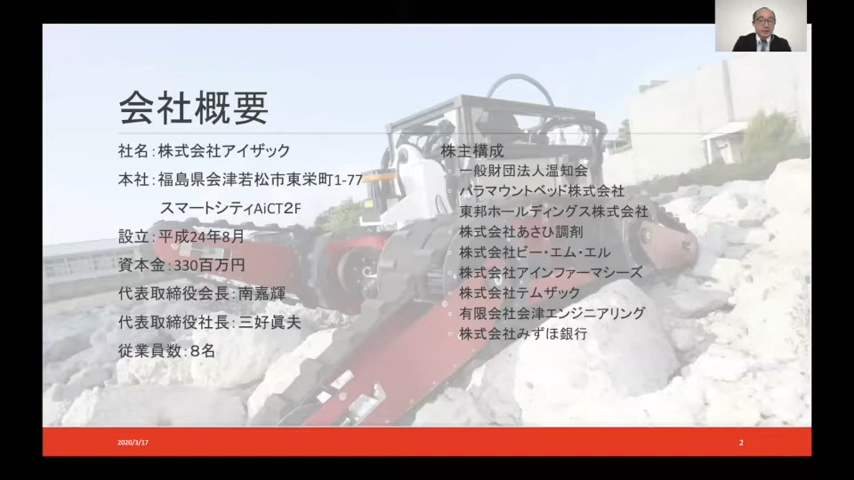 会社概要
社名：株式会社アイザック
本社：福島県会津若松市東栄町1-77
スマートシティAiCT2F
設立：平成24年8月
資本金：330百万円
代表取締役会長：南嘉輝
代表取締役社長：三好眞夫
従業員数：８名
株主構成
一般財団法人温知会
パラマウントベッド株式会社
東邦ホールディングス株式会社
株式会社あさひ調剤
株式会社ビー・エム・エル
株式会社アインファーマシーズ
株式会社テムザック
有限会社会津エンジニアリング
株式会社みずほ銀行
2020/3/17
2